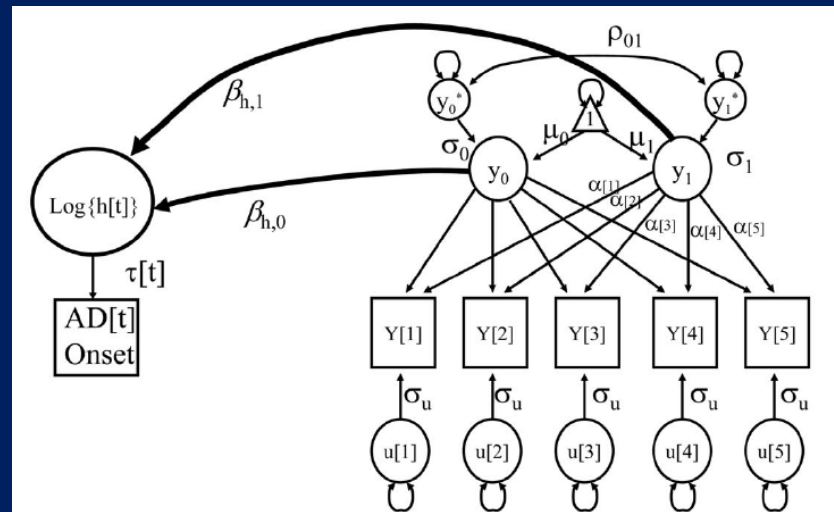 ρ01
βh,1
y0*
1
y1*
μ0
μ1
σ0
σ1
y0
y1
Log{h[t]}
βh,0
α[1]
α[2]
α[3]
α[4]
α[5]
τ[t]
AD[t]
Onset
Y[1]
Y[2]
Y[3]
Y[4]
Y[5]
σu
σu
σu
σu
σu
u[1]
u[2]
u[3]
u[4]
u[5]